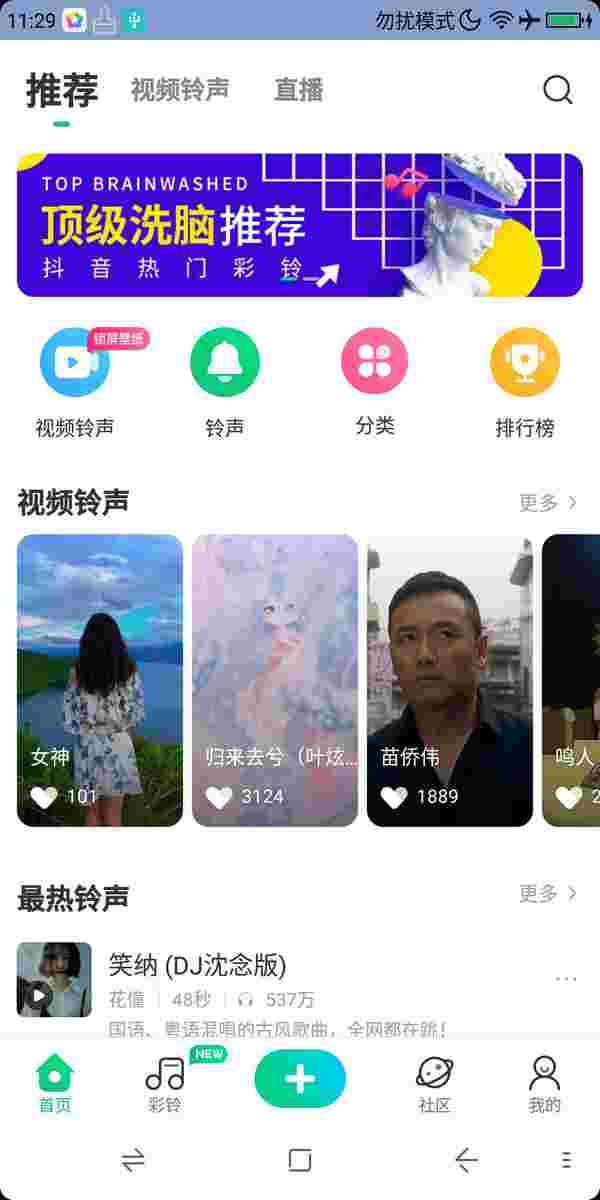 11:29
勿扰模式
推荐 视频铃声 直播
TOP BRAINWASHED
顶级洗脑推荐
抖音热门彩铃
锁屏壁纸
视频铃声 铃声 分类 排行榜
视频铃声 更多
女神 归来去兮（叶炫... 苗侨伟 鸣人
101 3124 1889 2
最热铃声 更多
笑纳 (DJ沈念版)
花僮 48秒 537万
国语、粤语混唱的古风歌曲，全网都在跳！
NEW
首页 彩铃 社区 我的